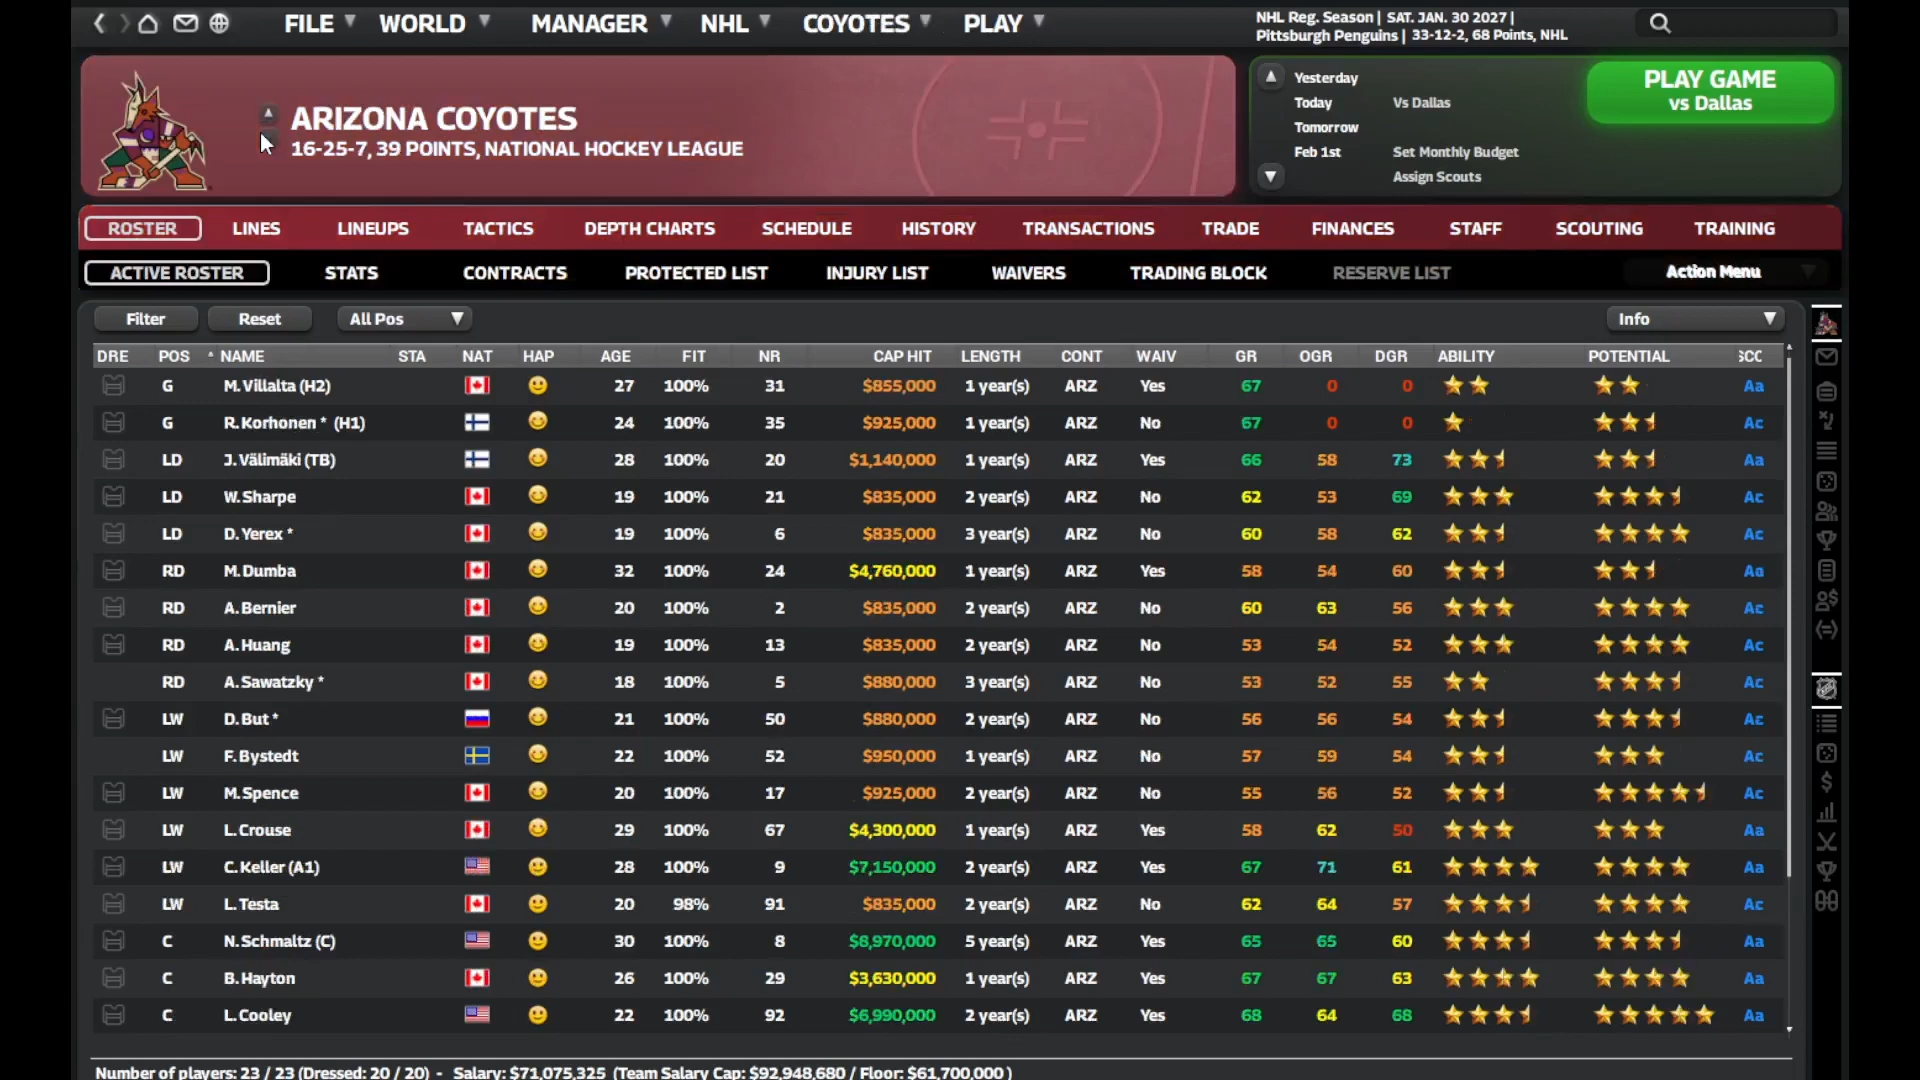 FILE WORLD MANAGER NHL COYOTES PLAY
NHL Reg. Season | SAT. JAN. 30 2027 |
Pittsburgh Penguins | 33-12-2, 68 Points, NHL
ARIZONA COYOTES
16-25-7, 39 POINTS, NATIONAL HOCKEY LEAGUE
Yesterday
Today Vs Dallas
Tomorrow
Feb 1st Set Monthly Budget
Assign Scouts
PLAY GAME
vs Dallas
ROSTER LINES LINEUPS TACTICS DEPTH CHARTS SCHEDULE HISTORY TRANSACTIONS TRADE FINANCES STAFF SCOUTING TRAINING
ACTIVE ROSTER STATS CONTRACTS PROTECTED LIST INJURY LIST WAIVERS TRADING BLOCK RESERVE LIST Action Menu
Filter Reset All Pos Info
DRE POS NAME STA NAT HAP AGE FIT NR CAP HIT LENGTH CONT WAIV GR OGR DGR ABILITY POTENTIAL SCC
G M. Villalta (H2) 27 100% 31 $855,000 1 year(s) ARZ Yes 67 0 0 Aa
G R. Korhonen * (H1) 24 100% 35 $925,000 1 year(s) ARZ No 67 0 0 Ac
LD J. Välimäki (TB) 28 100% 20 $1,140,000 1 year(s) ARZ Yes 66 58 73 Aa
LD W. Sharpe 19 100% 21 $835,000 2 year(s) ARZ No 62 53 69 Ac
LD D. Yerex * 19 100% 6 $835,000 3 year(s) ARZ No 60 58 62 Ac
RD M. Dumba 32 100% 24 $4,760,000 1 year(s) ARZ Yes 58 54 60 Aa
RD A. Bernier 20 100% 2 $835,000 2 year(s) ARZ No 60 63 56 Ac
RD A. Huang 19 100% 13 $835,000 2 year(s) ARZ No 53 54 52 Ac
RD A. Sawatzky * 18 100% 5 $880,000 3 year(s) ARZ No 53 52 55 Ac
LW D. But * 21 100% 50 $880,000 2 year(s) ARZ No 56 56 54 Ac
LW F. Bystedt 22 100% 52 $950,000 1 year(s) ARZ No 57 59 54 Ac
LW M. Spence 20 100% 17 $925,000 2 year(s) ARZ No 55 56 52 Ac
LW L. Crouse 29 100% 67 $4,300,000 1 year(s) ARZ Yes 58 62 50 Aa
LW C. Keller (A1) 28 100% 9 $7,150,000 2 year(s) ARZ Yes 67 71 61 Aa
LW L. Testa 20 98% 91 $835,000 2 year(s) ARZ No 62 64 57 Ac
C N. Schmaltz (C) 30 100% 8 $6,970,000 5 year(s) ARZ Yes 65 65 60 Aa
C B. Hayton 26 100% 29 $3,630,000 1 year(s) ARZ Yes 67 67 63 Aa
C L. Cooley 22 100% 92 $6,990,000 2 year(s) ARZ Yes 68 64 68 Aa
Number of players: 23 / 23 (Dressed: 20 / 20) - Salary: $71,075,325 (Team Salary Cap: $92,948,680 / Floor: $61,700,000 )